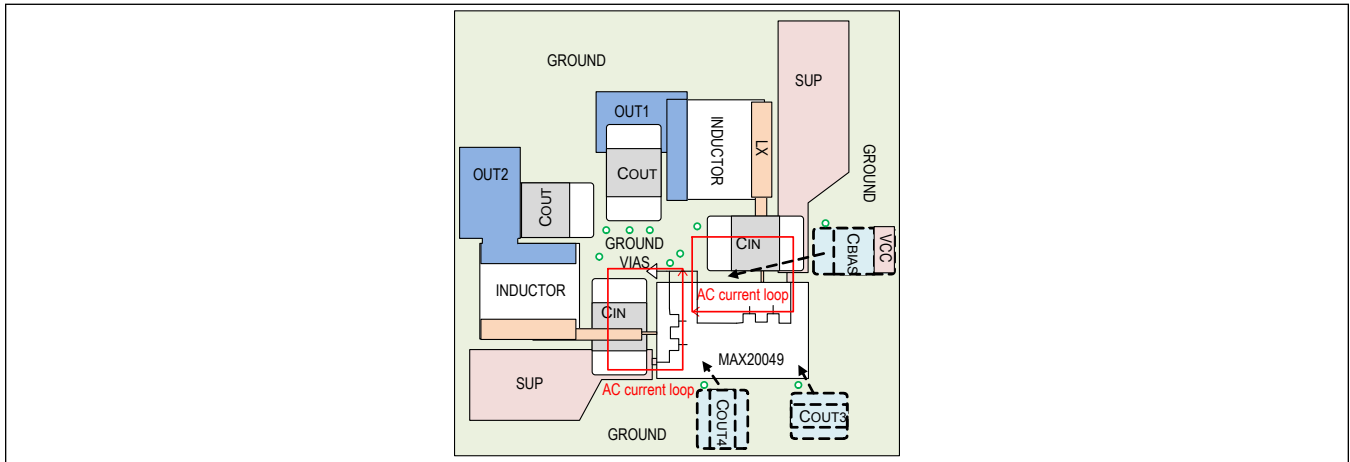 GROUND
SUP
OUT1
INDUCTOR
LX
GROUND
COUT
OUT2
COUT
CIN
CBIAS
VCC
GROUND
VIAS
INDUCTOR
AC current loop
CIN
MAX20049
SUP
AC current loop
COUT4
COUT3
GROUND